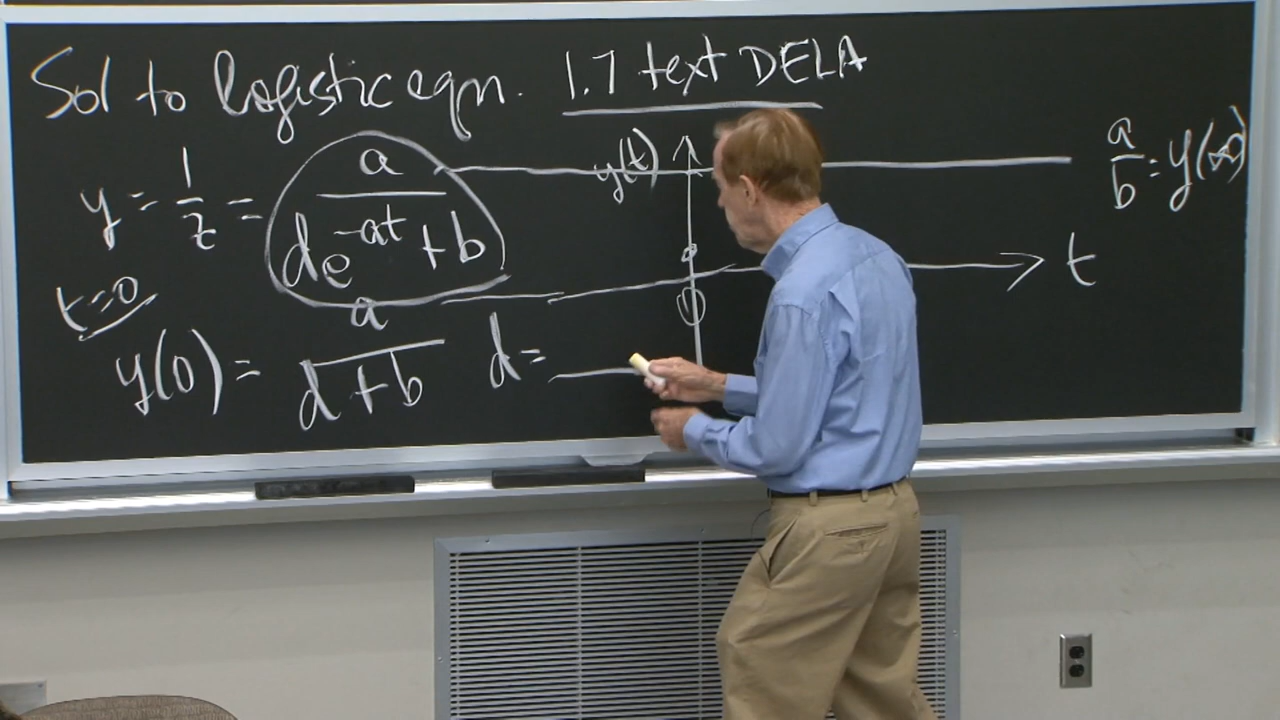 Sol to logistic eqn. 1.7 text DELA
y = 1/z = a/(de^{-at} + b)
y(t)
a/b = y(∞)
t
t=0
y(0) = a/(d+b)
d =